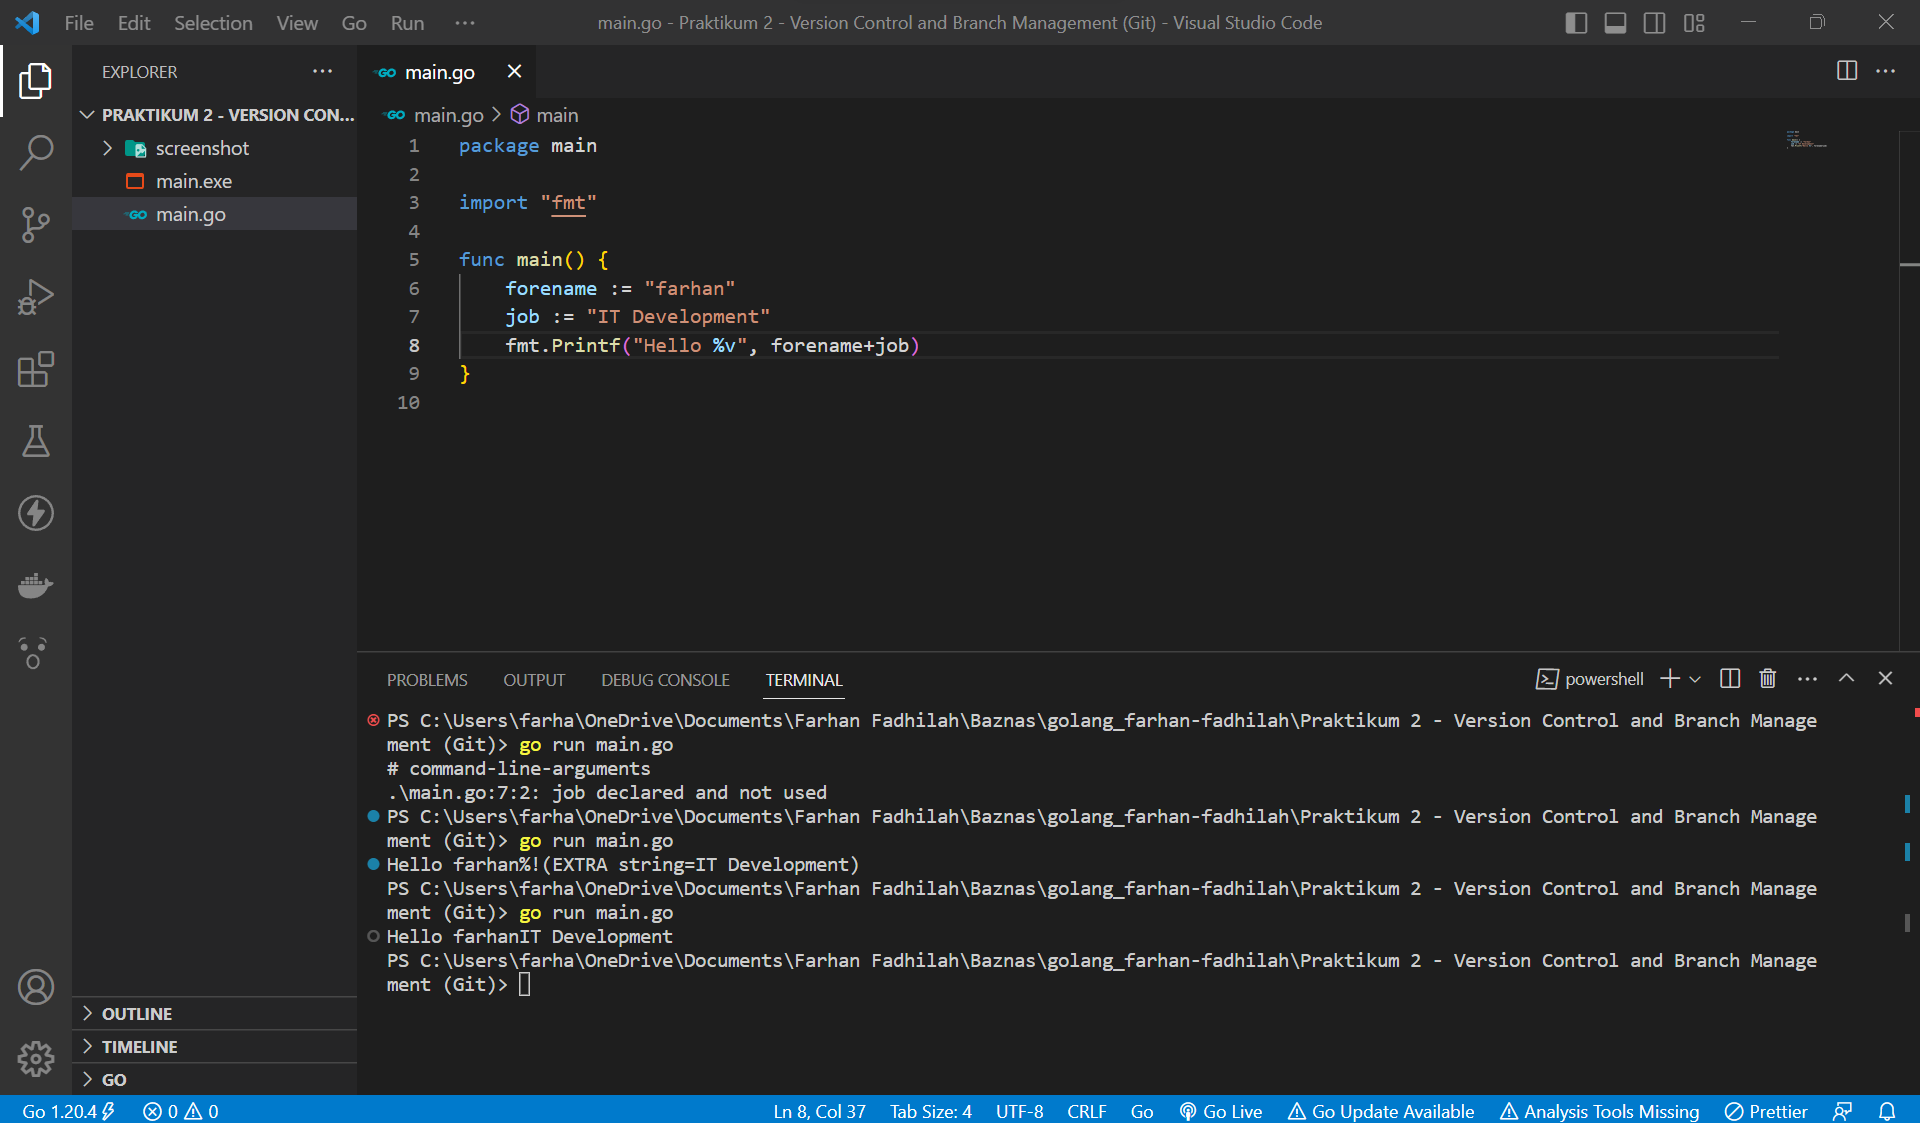 File Edit Selection View Go Run ··· main.go - Praktikum 2 - Version Control and Branch Management (Git) - Visual Studio Code
EXPLORER ···
PRAKTIKUM 2 - VERSION CON...
screenshot
main.exe
main.go
OUTLINE
TIMELINE
GO
GO main.go
GO main.go > main
1 package main
2
3 import "fmt"
4
5 func main() {
6 forename := "farhan"
7 job := "IT Development"
8 fmt.Printf("Hello %v", forename+job)
9 }
10
PROBLEMS OUTPUT DEBUG CONSOLE TERMINAL powershell
PS C:\Users\farha\OneDrive\Documents\Farhan Fadhilah\Baznas\golang_farhan-fadhilah\Praktikum 2 - Version Control and Branch Manage
ment (Git)> go run main.go
# command-line-arguments
.\main.go:7:2: job declared and not used
PS C:\Users\farha\OneDrive\Documents\Farhan Fadhilah\Baznas\golang_farhan-fadhilah\Praktikum 2 - Version Control and Branch Manage
ment (Git)> go run main.go
Hello farhan%!(EXTRA string=IT Development)
PS C:\Users\farha\OneDrive\Documents\Farhan Fadhilah\Baznas\golang_farhan-fadhilah\Praktikum 2 - Version Control and Branch Manage
ment (Git)> go run main.go
Hello farhanIT Development
PS C:\Users\farha\OneDrive\Documents\Farhan Fadhilah\Baznas\golang_farhan-fadhilah\Praktikum 2 - Version Control and Branch Manage
ment (Git)>
Go 1.20.4 0 0 Ln 8, Col 37 Tab Size: 4 UTF-8 CRLF Go Go Live Go Update Available Analysis Tools Missing Prettier